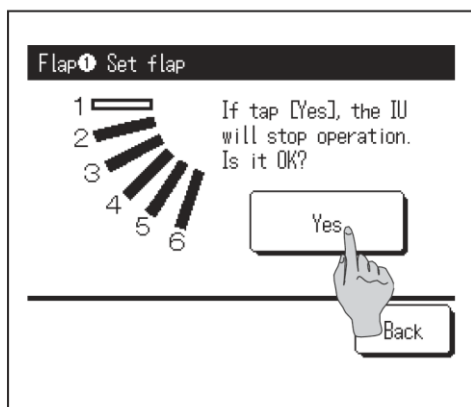 Flap❶ Set flap
1
2
3
4
5
6
If tap [Yes], the IU
will stop operation.
Is it OK?
Yes
Back